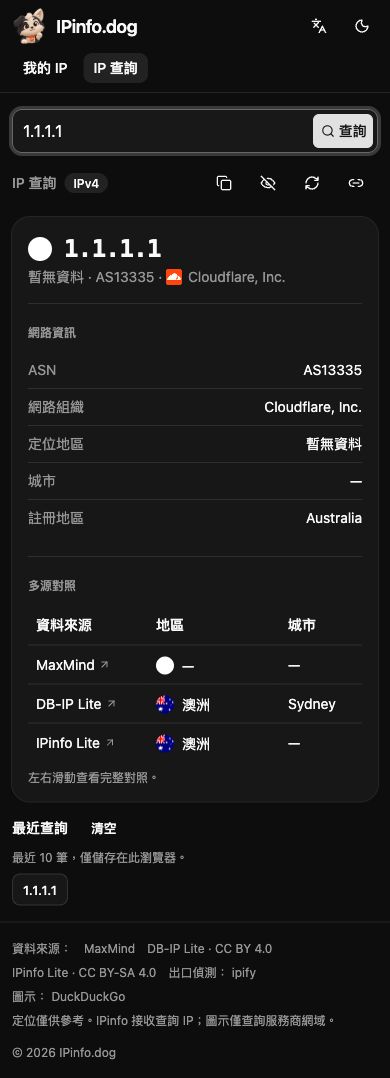 IPinfo.dog
我的 IP
IP 查詢
1.1.1.1
查詢
IP 查詢 IPv4
1.1.1.1
暫無資料 · AS13335 · Cloudflare, Inc.
網路資訊
ASN AS13335
網路組織 Cloudflare, Inc.
定位地區 暫無資料
城市 —
註冊地區 Australia
多源對照
資料來源 地區 城市
MaxMind ↗ — —
DB-IP Lite ↗ 澳洲 Sydney
IPinfo Lite ↗ 澳洲 —
左右滑動查看完整對照。
最近查詢 清空
最近 10 筆，僅儲存在此瀏覽器。
1.1.1.1
資料來源： MaxMind DB-IP Lite · CC BY 4.0
IPinfo Lite · CC BY-SA 4.0 出口偵測： ipify
圖示： DuckDuckGo
定位僅供參考。IPinfo 接收查詢 IP；圖示僅查詢服務商網域。
© 2026 IPinfo.dog